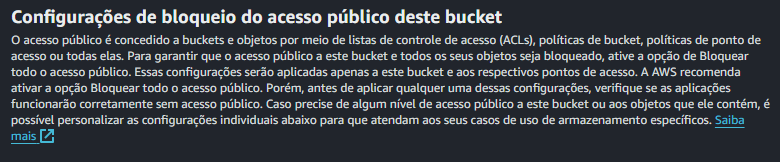 Configurações de bloqueio do acesso público deste bucket
O acesso público é concedido a buckets e objetos por meio de listas de controle de acesso (ACLs), políticas de bucket, políticas de ponto de
acesso ou todas elas. Para garantir que o acesso público a este bucket e todos os seus objetos seja bloqueado, ative a opção de Bloquear
todo o acesso público. Essas configurações serão aplicadas apenas a este bucket e aos respectivos pontos de acesso. A AWS recomenda
ativar a opção Bloquear todo o acesso público. Porém, antes de aplicar qualquer uma dessas configurações, verifique se as aplicações
funcionarão corretamente sem acesso público. Caso precise de algum nível de acesso público a este bucket ou aos objetos que ele contém, é
possível personalizar as configurações individuais abaixo para que atendam aos seus casos de uso de armazenamento específicos. Saiba
mais